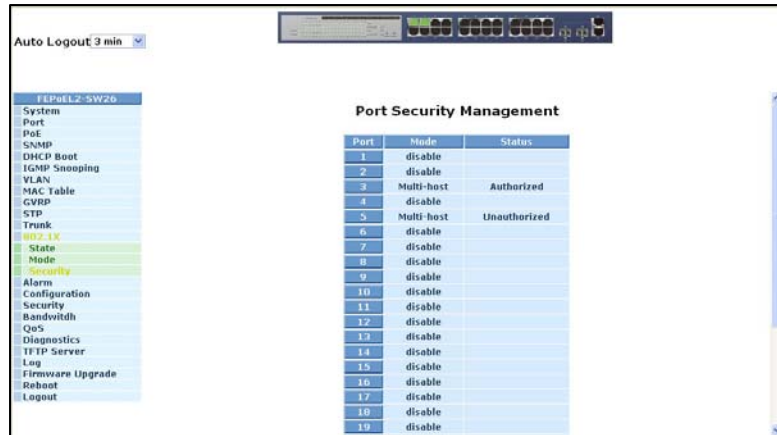 Auto Logout 3 min
FEPoEL2-SW26
System
Port
PoE
SNMP
DHCP Boot
IGMP Snooping
VLAN
MAC Table
GVRP
STP
Trunk
802.1X
State
Mode
Security
Alarm
Configuration
Security
Bandwitdh
QoS
Diagnostics
TFTP Server
Log
Firmware Upgrade
Reboot
Logout
Port Security Management
Port Mode Status
1 disable
2 disable
3 Multi-host Authorized
4 disable
5 Multi-host Unauthorized
6 disable
7 disable
8 disable
9 disable
10 disable
11 disable
12 disable
13 disable
14 disable
15 disable
16 disable
17 disable
18 disable
19 disable